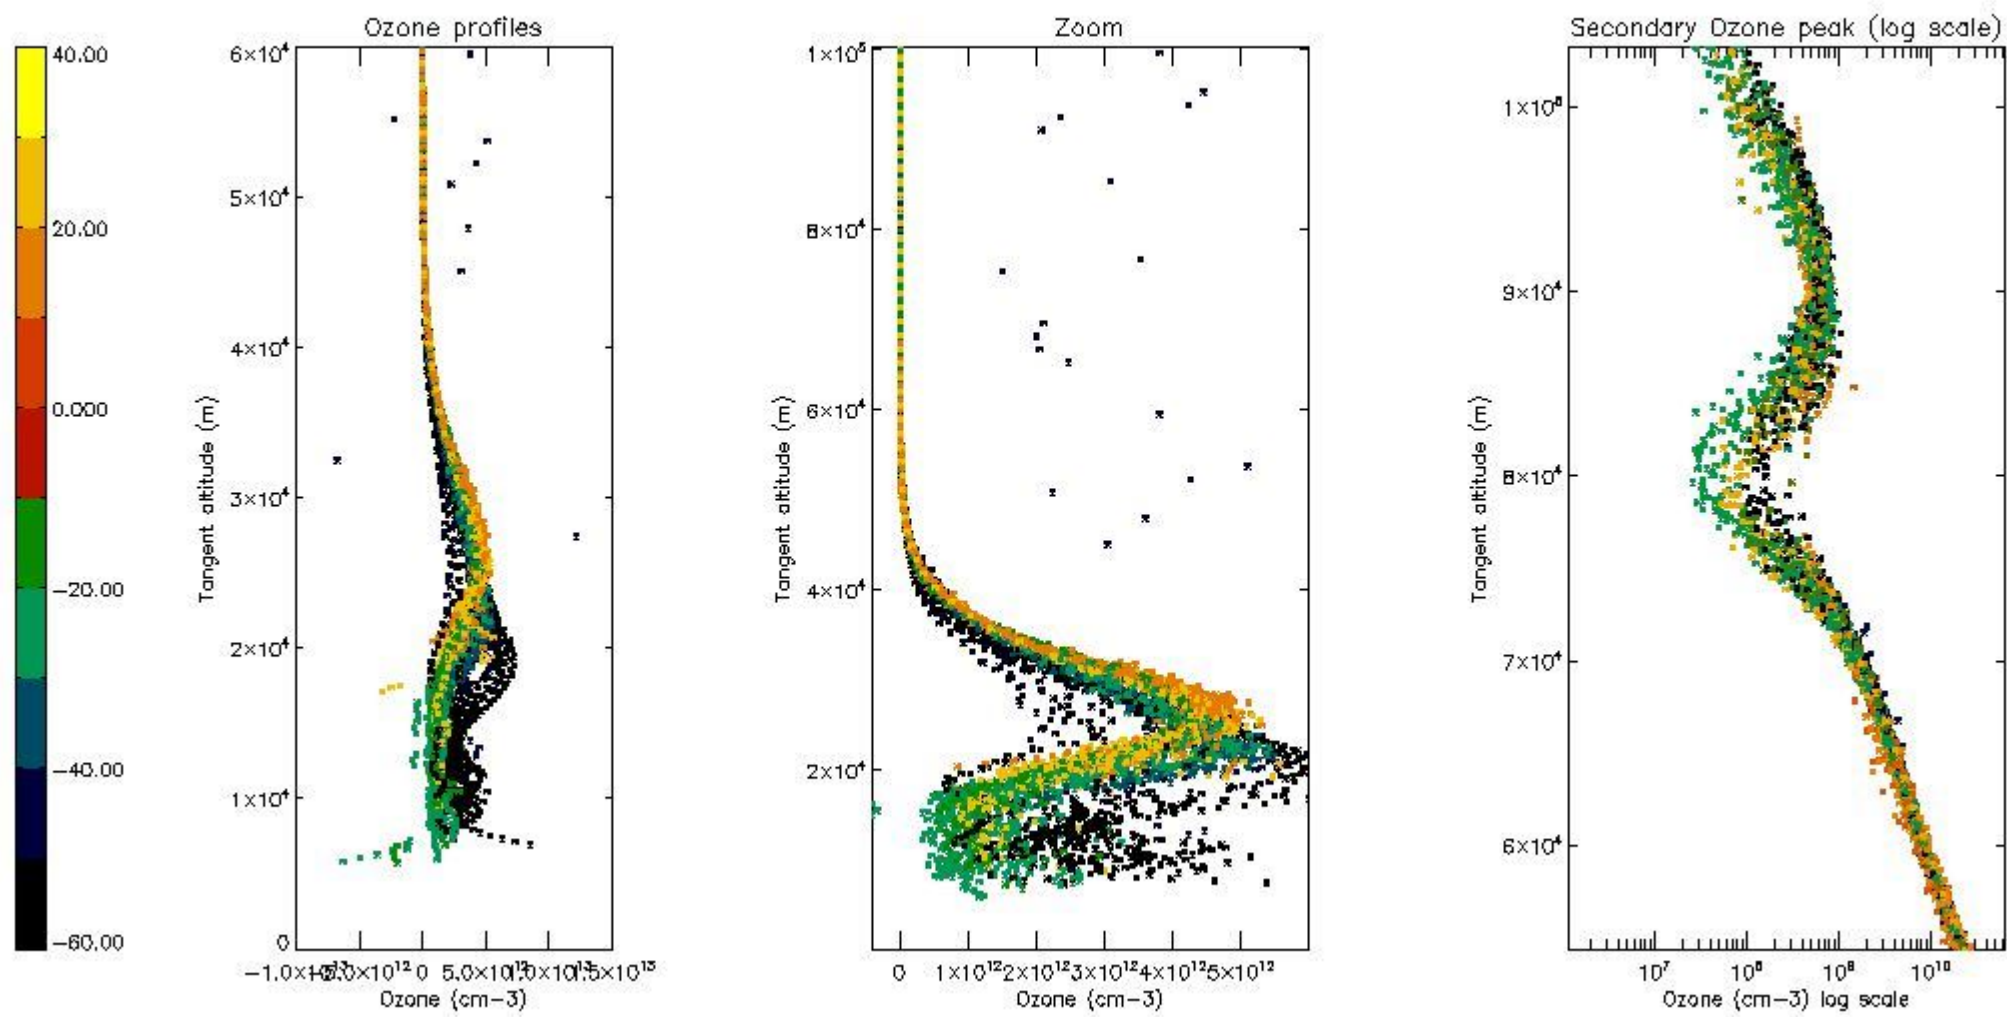 Ozone profiles
Zoom
Secondary Ozone peak (log scale)
40.00
20.00
0.000
−20.00
−40.00
−60.00
6×10⁴
5×10⁴
4×10⁴
3×10⁴
2×10⁴
1×10⁴
0
Tangent altitude (m)
5.0×10¹²
0
Ozone (cm−3)
1×10⁵
8×10⁴
6×10⁴
4×10⁴
2×10⁴
Tangent altitude (m)
0 1×10¹² 2×10¹² 3×10¹² 4×10¹² 5×10¹²
Ozone (cm−3)
9×10⁴
8×10⁴
7×10⁴
6×10⁴
Tangent altitude (m)
10⁷ 10⁸ 10⁹ 10¹⁰
Ozone (cm−3) log scale